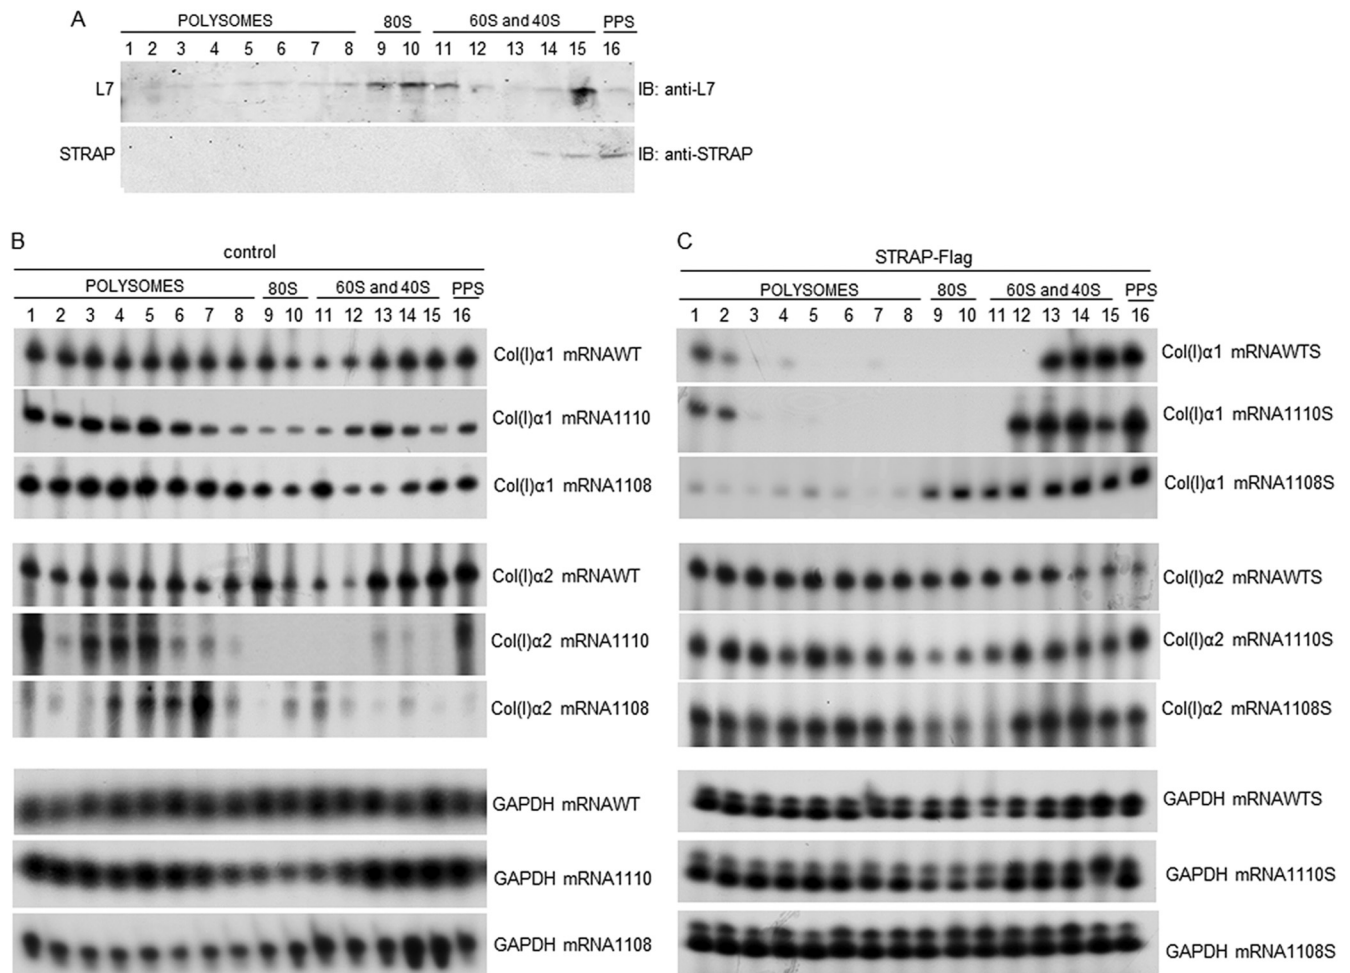 A
POLYSOMES 80S 60S and 40S PPS
1 2 3 4 5 6 7 8 9 10 11 12 13 14 15 16
L7 IB: anti-L7
STRAP IB: anti-STRAP
B
control
POLYSOMES 80S 60S and 40S PPS
1 2 3 4 5 6 7 8 9 10 11 12 13 14 15 16
Col(I)α1 mRNAWT
Col(I)α1 mRNA1110
Col(I)α1 mRNA1108
Col(I)α2 mRNAWT
Col(I)α2 mRNA1110
Col(I)α2 mRNA1108
GAPDH mRNAWT
GAPDH mRNA1110
GAPDH mRNA1108
C
STRAP-Flag
POLYSOMES 80S 60S and 40S PPS
1 2 3 4 5 6 7 8 9 10 11 12 13 14 15 16
Col(I)α1 mRNAWTS
Col(I)α1 mRNA1110S
Col(I)α1 mRNA1108S
Col(I)α2 mRNAWTS
Col(I)α2 mRNA1110S
Col(I)α2 mRNA1108S
GAPDH mRNAWTS
GAPDH mRNA1110S
GAPDH mRNA1108S